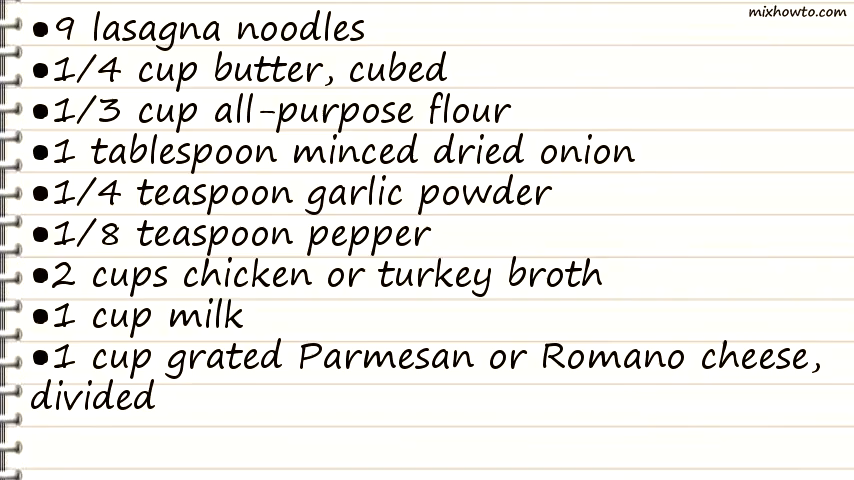 mixhowto.com
•9 lasagna noodles
•1/4 cup butter, cubed
•1/3 cup all-purpose flour
•1 tablespoon minced dried onion
•1/4 teaspoon garlic powder
•1/8 teaspoon pepper
•2 cups chicken or turkey broth
•1 cup milk
•1 cup grated Parmesan or Romano cheese,
divided